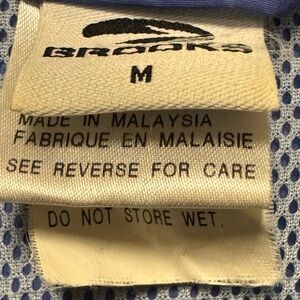 BROOKS
M
MADE IN MALAYSIA
FABRIQUE EN MALAISIE
SEE REVERSE FOR CARE
DO NOT STORE WET.